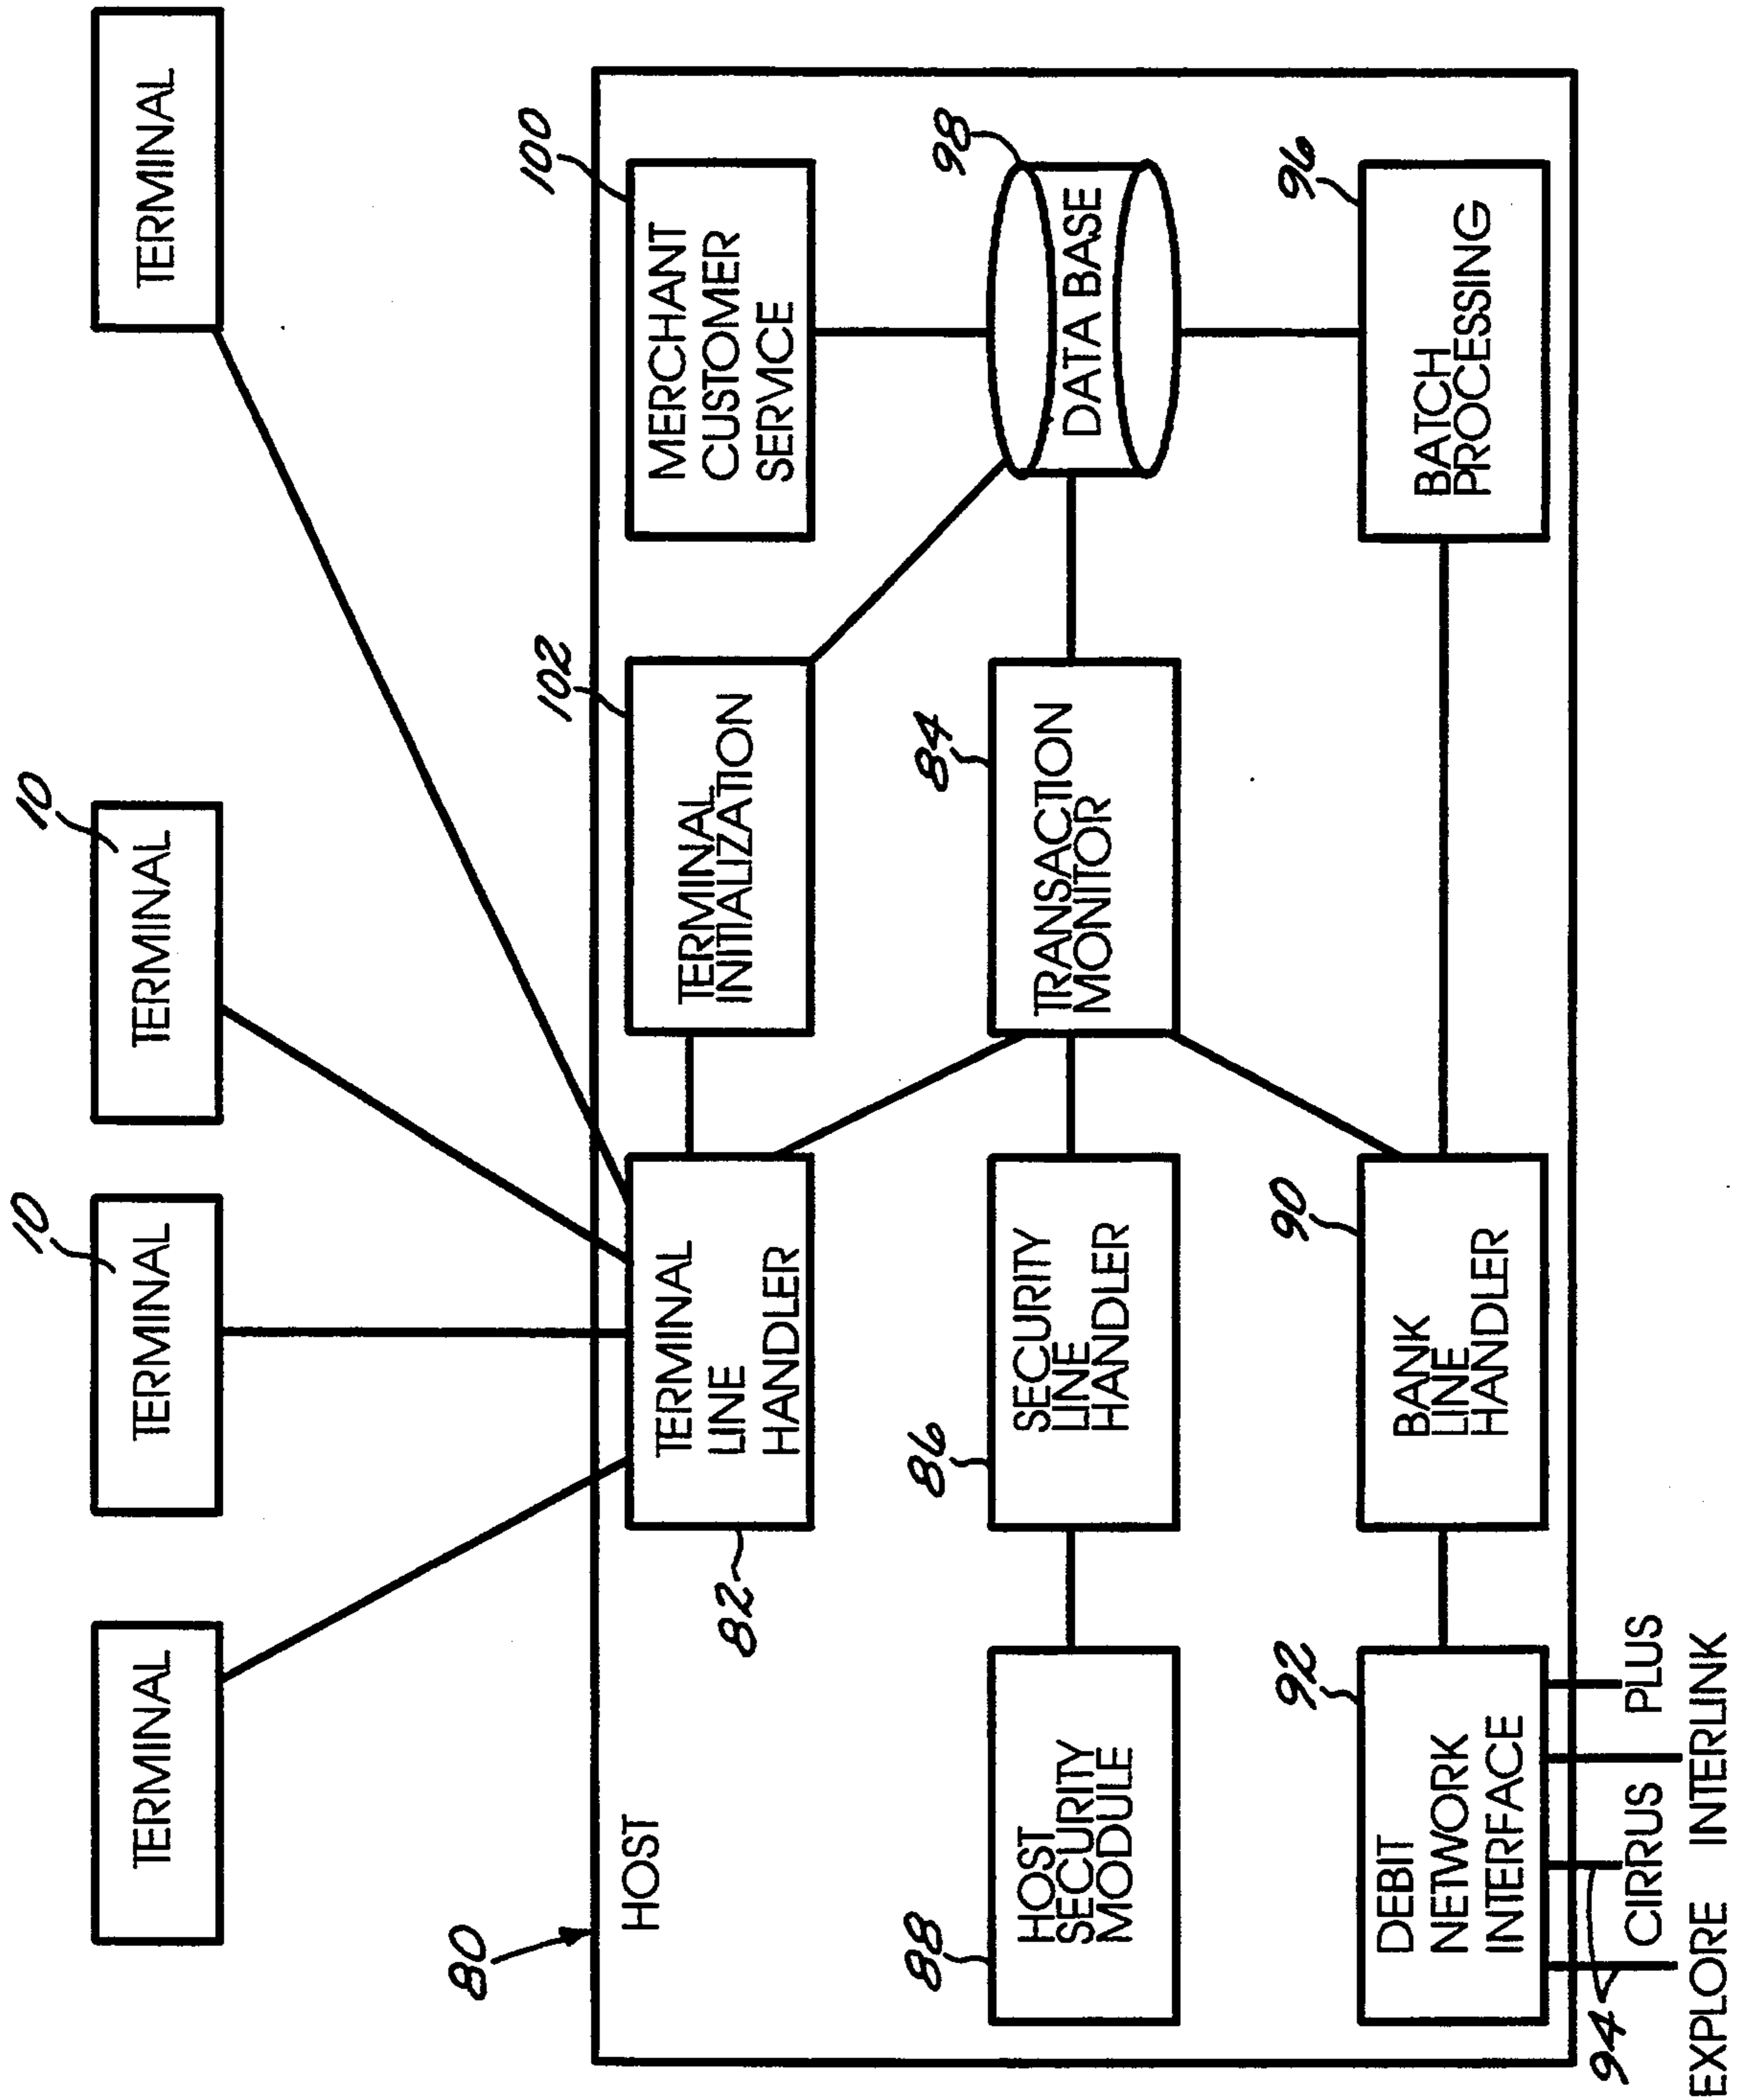 TERMINAL
10
TERMINAL
10
TERMINAL
TERMINAL
80
HOST
82
TERMINAL
LINE
HANDLER
102
TERMINAL
INITIALIZATION
100
MERCHANT
CUSTOMER
SERVICE
88
HOST
SECURITY
MODULE
86
SECURITY
LINE
HANDLER
84
TRANSACTION
MONITOR
98
DATA BASE
92
DEBIT
NETWORK
INTERFACE
90
BANK
LINE
HANDLER
96
BATCH
PROCESSING
94
CIRRUS
PLUS
EXPLORE
INTERLINK